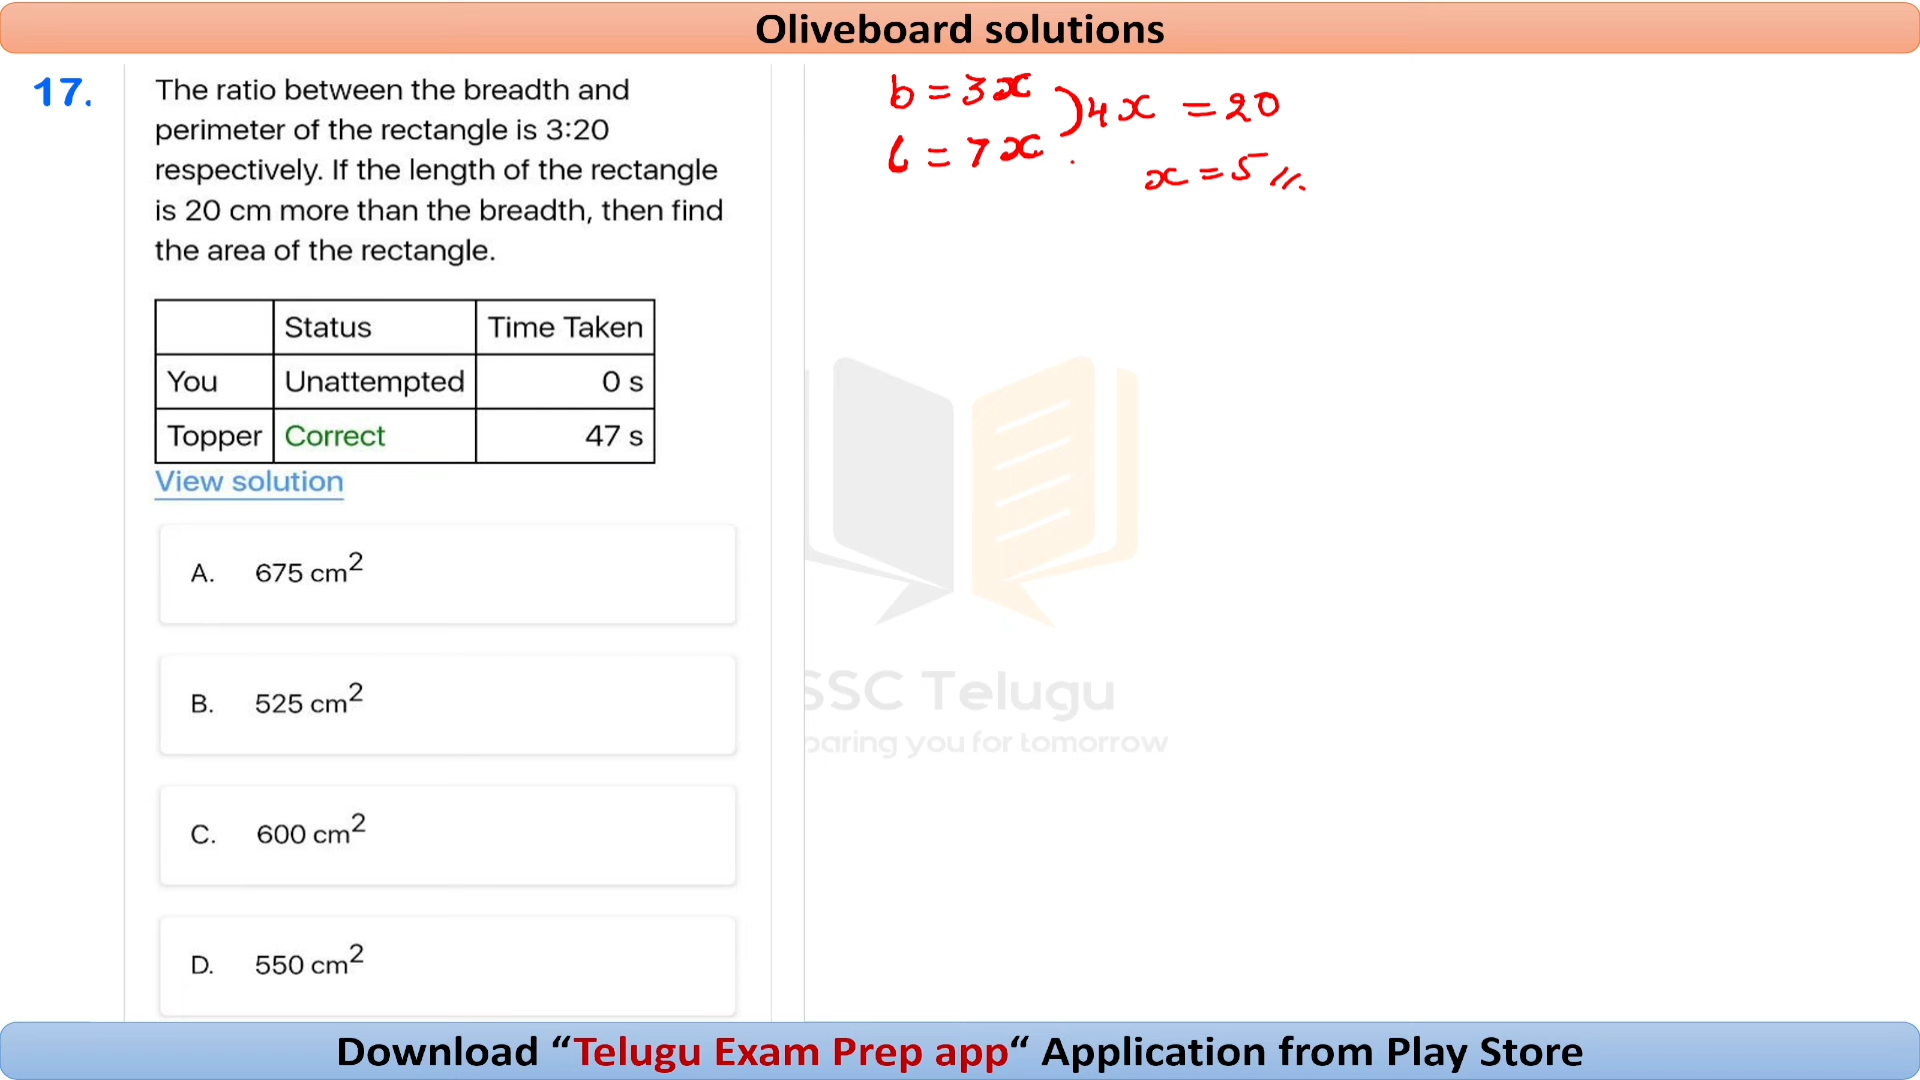 Oliveboard solutions
17.
The ratio between the breadth and
perimeter of the rectangle is 3:20
respectively. If the length of the rectangle
is 20 cm more than the breadth, then find
the area of the rectangle.
Status Time Taken
You Unattempted 0 s
Topper Correct 47 s
View solution
A. 675 cm²
B. 525 cm²
C. 600 cm²
D. 550 cm²
b = 3x
l = 7x
)4x = 20
x = 5 //.
SSC Telugu
paring you for tomorrow
Download “Telugu Exam Prep app“ Application from Play Store